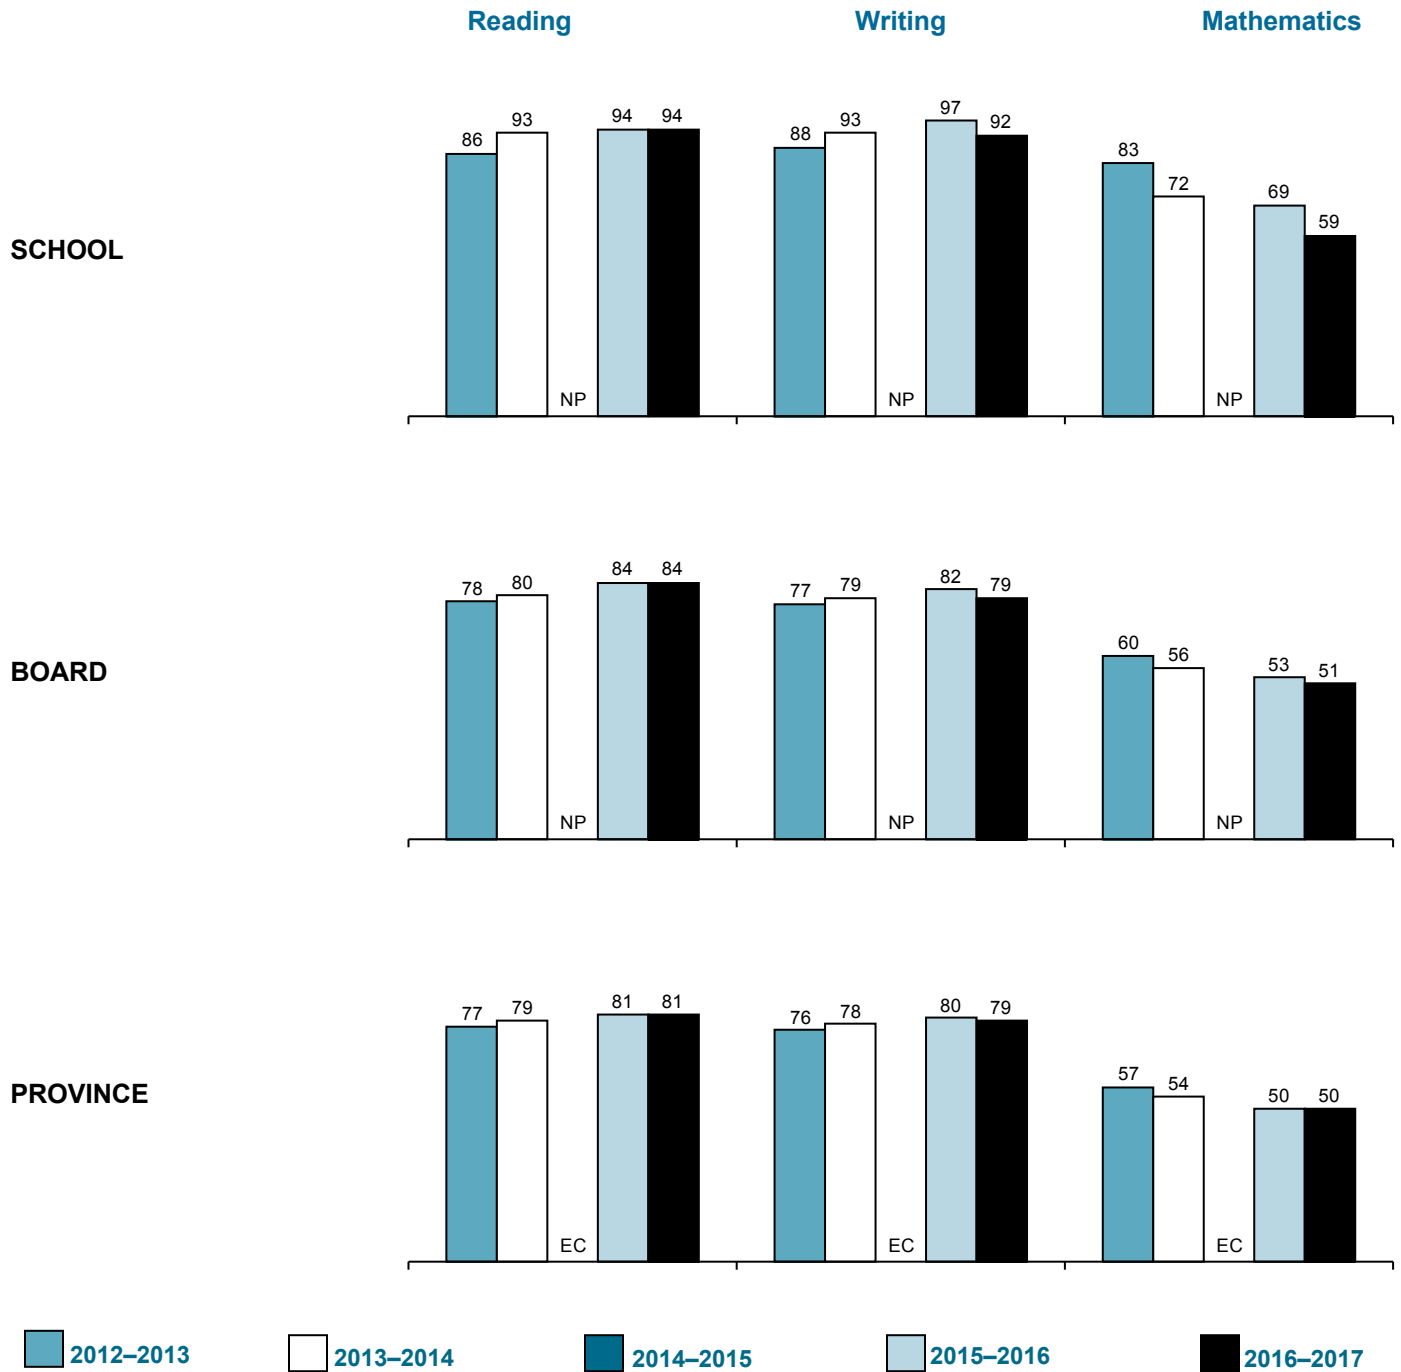 Reading Writing Mathematics
86 93 NP 94 94 88 93 NP 97 92 83 72 NP 69 59
SCHOOL
78 80 NP 84 84 77 79 NP 82 79 60 56 NP 53 51
BOARD
77 79 EC 81 81 76 78 EC 80 79 57 54 EC 50 50
PROVINCE
2012–2013 2013–2014 2014–2015 2015–2016 2016–2017